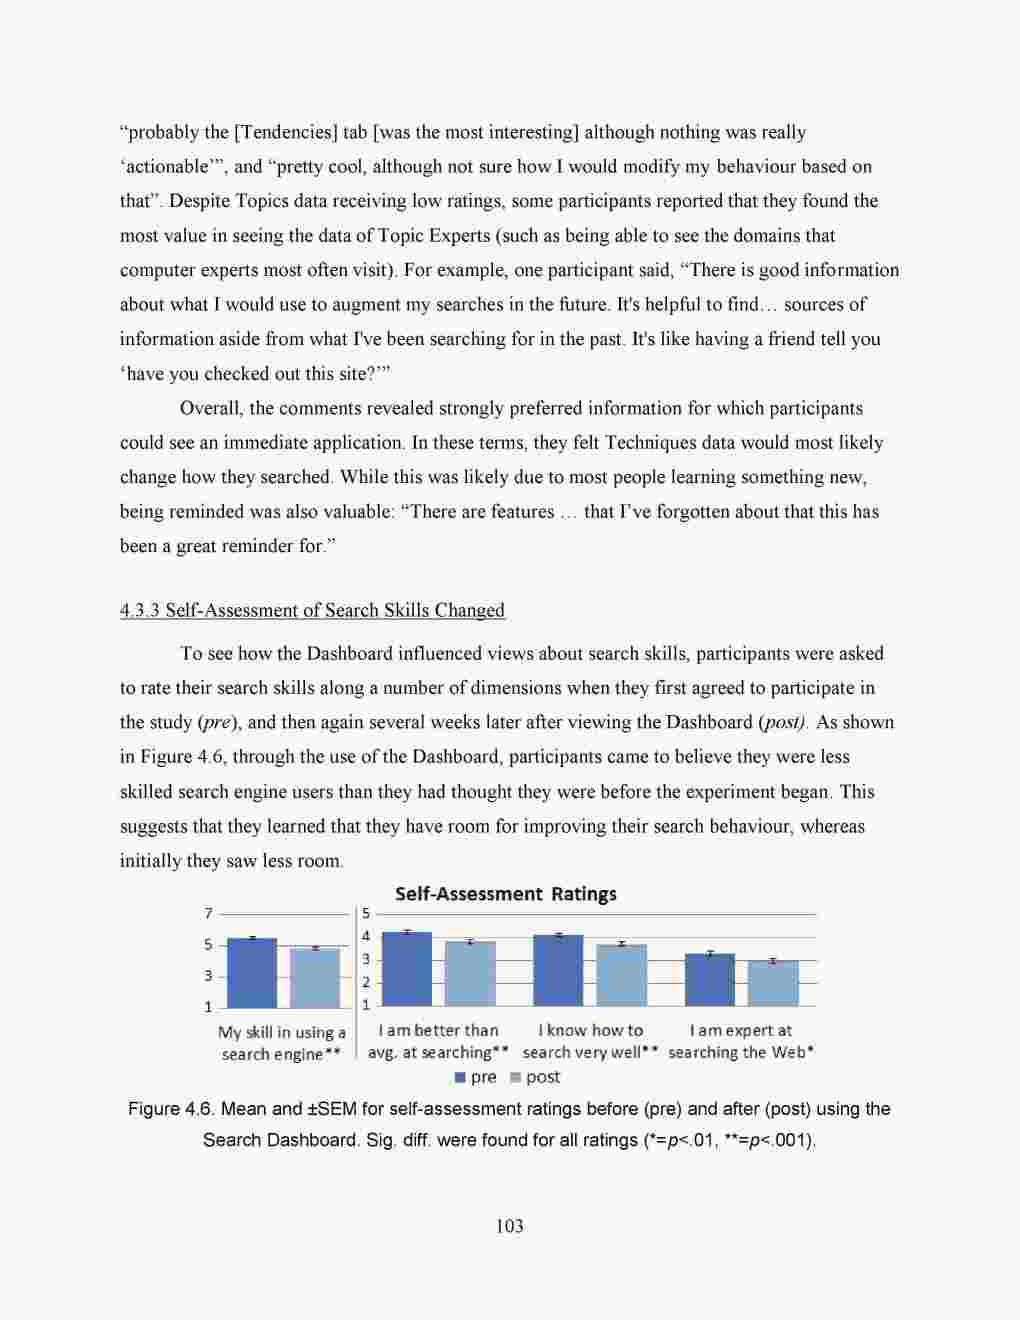 “probably the [Tendencies] tab [was the most interesting] although nothing was really
‘actionable’”, and “pretty cool, although not sure how I would modify my behaviour based on
that”. Despite Topics data receiving low ratings, some participants reported that they found the
most value in seeing the data of Topic Experts (such as being able to see the domains that
computer experts most often visit). For example, one participant said, “There is good information
about what I would use to augment my searches in the future. It's helpful to find… sources of
information aside from what I've been searching for in the past. It's like having a friend tell you
‘have you checked out this site?’”
Overall, the comments revealed strongly preferred information for which participants
could see an immediate application. In these terms, they felt Techniques data would most likely
change how they searched. While this was likely due to most people learning something new,
being reminded was also valuable: “There are features … that I’ve forgotten about that this has
been a great reminder for.”
4.3.3 Self-Assessment of Search Skills Changed
To see how the Dashboard influenced views about search skills, participants were asked
to rate their search skills along a number of dimensions when they first agreed to participate in
the study (pre), and then again several weeks later after viewing the Dashboard (post). As shown
in Figure 4.6, through the use of the Dashboard, participants came to believe they were less
skilled search engine users than they had thought they were before the experiment began. This
suggests that they learned that they have room for improving their search behaviour, whereas
initially they saw less room.
Self-Assessment Ratings
7
5
3
1
5
4
3
2
1
My skill in using a
search engine**
I am better than
avg. at searching**
I know how to
search very well**
I am expert at
searching the Web*
pre post
Figure 4.6. Mean and ±SEM for self-assessment ratings before (pre) and after (post) using the
Search Dashboard. Sig. diff. were found for all ratings (*=p<.01, **=p<.001).
103